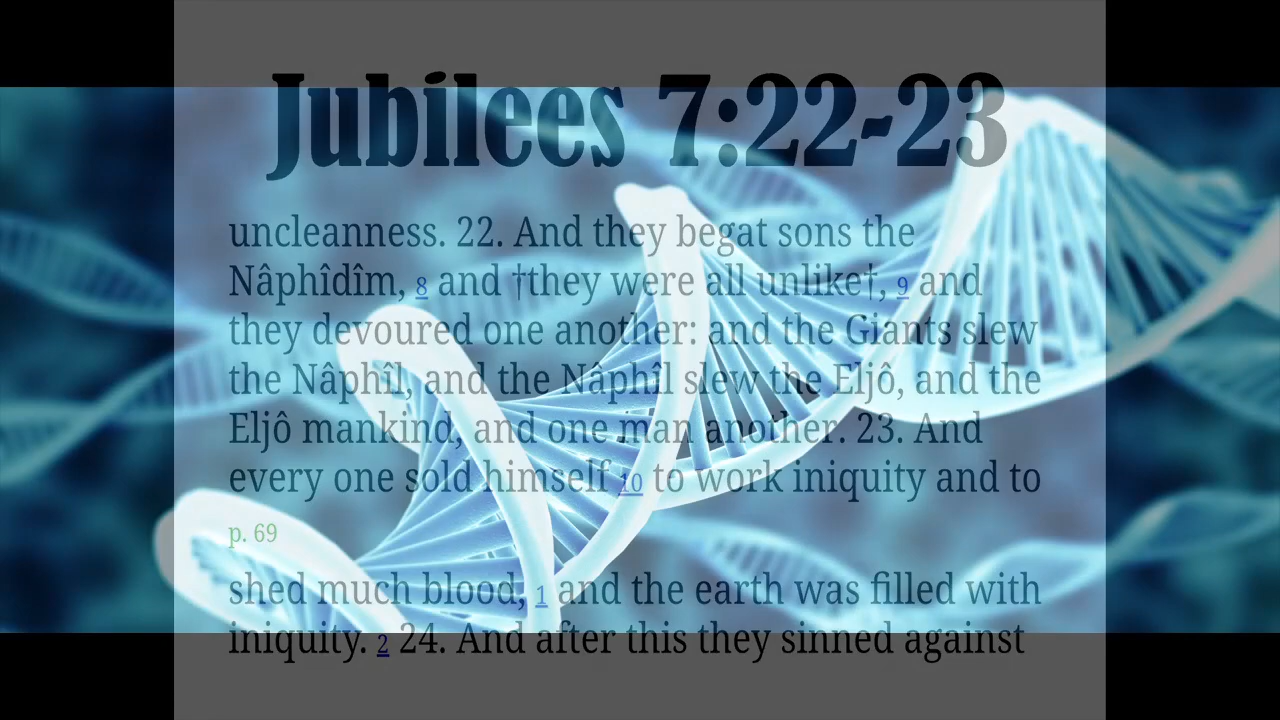 Jubilees 7:22-23
uncleanness. 22. And they begat sons the
Nâphîdîm, 8 and †they were all unlike†, 9 and
they devoured one another: and the Giants slew
the Nâphîl, and the Nâphîl slew the Eljô, and the
Eljô mankind, and one man another. 23. And
every one sold himself 10 to work iniquity and to
p. 69
shed much blood, 1 and the earth was filled with
iniquity. 2 24. And after this they sinned against